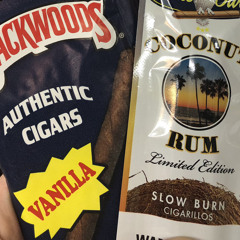 ACKWOODS
AUTHENTIC
CIGARS
VANILLA
COCONUT
RUM
Limited Edition
SLOW BURN
CIGARILLOS